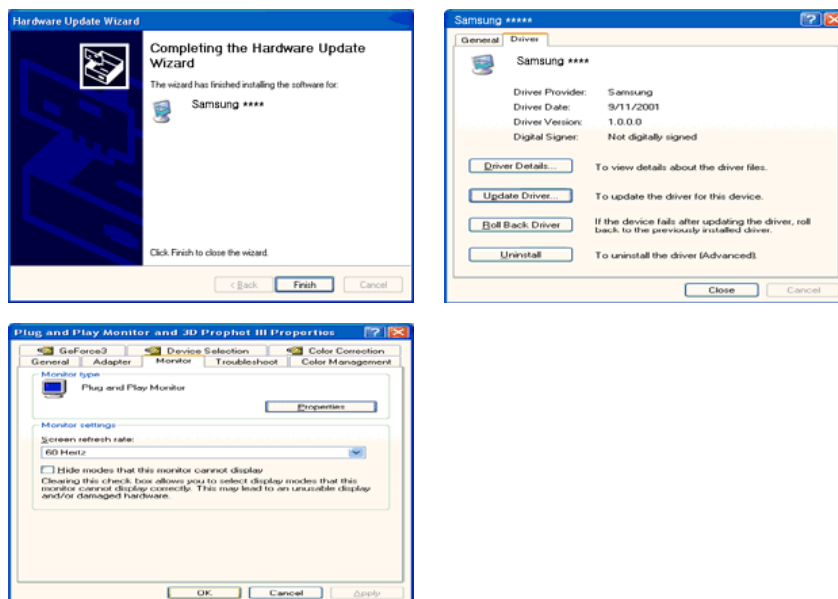 Hardware Update Wizard
Completing the Hardware Update
Wizard
The wizard has finished installing the software for:
Samsung ****
Click Finish to close the wizard.
< Back
Finish
Cancel
Samsung *****
General
Driver
Samsung ****
Driver Provider: Samsung
Driver Date: 9/11/2001
Driver Version: 1.0.0.0
Digital Signer: Not digitally signed
Driver Details... To view details about the driver files.
Update Driver... To update the driver for this device.
Roll Back Driver
If the device fails after updating the driver, roll
back to the previously installed driver.
Uninstall To uninstall the driver (Advanced).
Close
Cancel
Plug and Play Monitor and 3D Prophet III Properties
GeForce3 Device Selection Color Correction
General Adapter Monitor Troubleshoot Color Management
Monitor type
Plug and Play Monitor
Properties
Monitor settings
Screen refresh rate:
60 Hertz
Hide modes that this monitor cannot display
Clearing this check box allows you to select display modes that this
monitor cannot display correctly. This may lead to an unusable display
and/or damaged hardware.
OK Cancel Apply